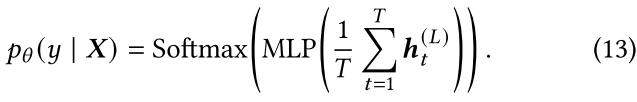 p_θ(y | X) = Softmax(MLP(1/T ∑_{t=1}^{T} h_t^{(L)})) . (13)